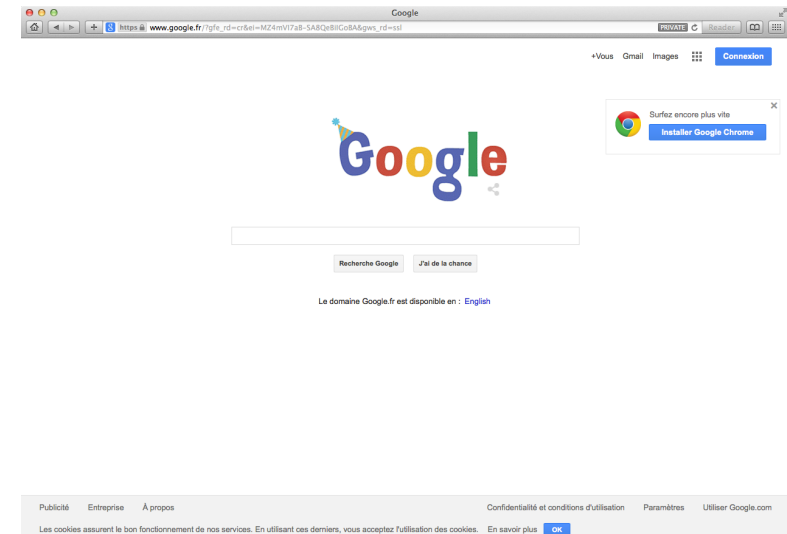 Google
https www.google.fr/?gfe_rd=cr&ei=MZ4mVI7a8-SA8QeBilCoBA&gws_rd=ssl PRIVATE Reader
+Vous Gmail Images Connexion
Surfez encore plus vite
Installer Google Chrome
Google
Recherche Google J'ai de la chance
Le domaine Google.fr est disponible en : English
Publicité Entreprise À propos Confidentialité et conditions d'utilisation Paramètres Utiliser Google.com
Les cookies assurent le bon fonctionnement de nos services. En utilisant ces derniers, vous acceptez l'utilisation des cookies. En savoir plus OK